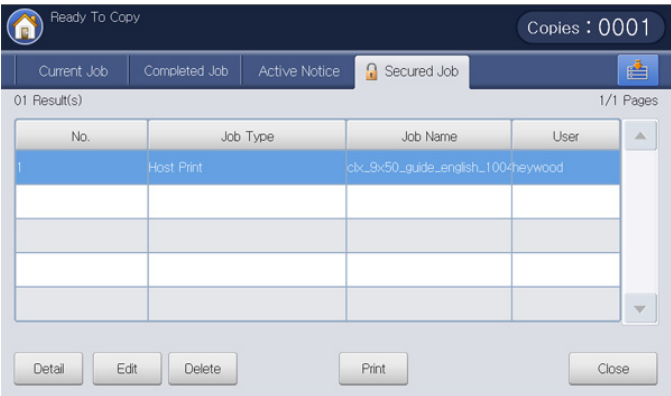 Ready To Copy
Copies : 0001
Current Job Completed Job Active Notice Secured Job
01 Result(s) 1/1 Pages
No. Job Type Job Name User
1 Host Print clx_9x50_guide_english_1004 heywood
Detail Edit Delete Print Close